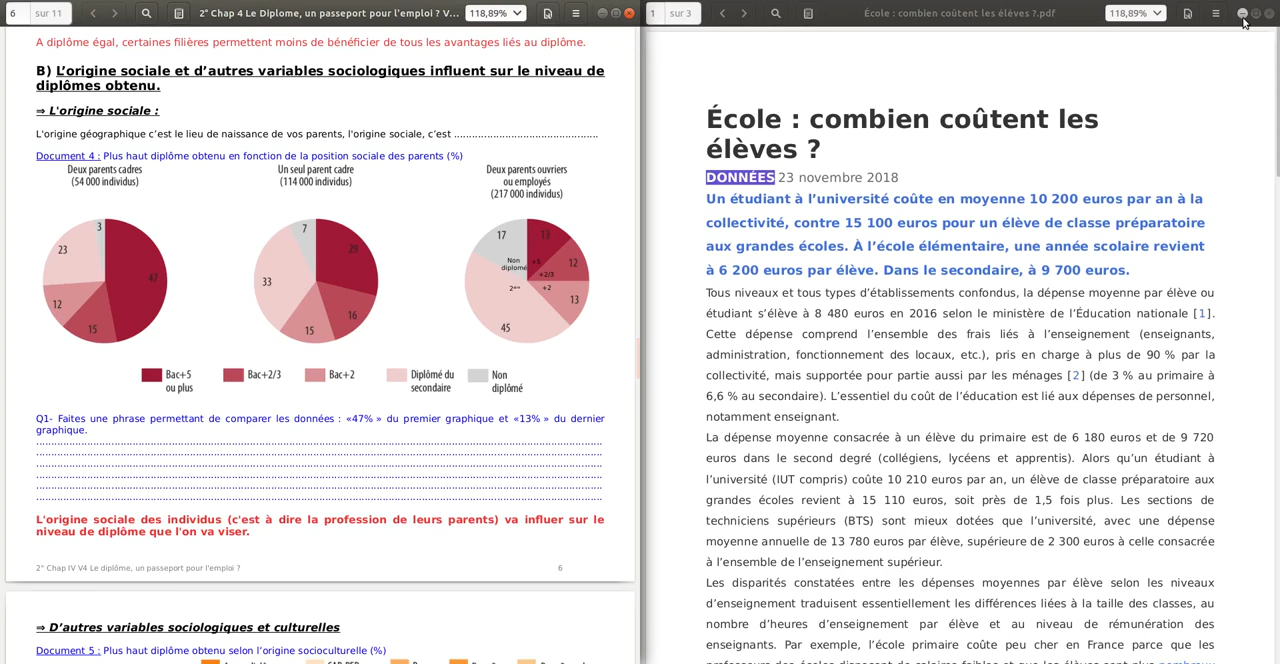 6 sur 11 2° Chap 4 Le Diplome, un passeport pour l'emploi ? V... 118,89%
A diplôme égal, certaines filières permettent moins de bénéficier de tous les avantages liés au diplôme.
B) L’origine sociale et d’autres variables sociologiques influent sur le niveau de
diplômes obtenu.
⇒ L'origine sociale :
L'origine géographique c’est le lieu de naissance de vos parents, l'origine sociale, c’est ................................................
Document 4 : Plus haut diplôme obtenu en fonction de la position sociale des parents (%)
Deux parents cadres
(54 000 individus)
3
23
47
12
15
Un seul parent cadre
(114 000 individus)
7
29
33
16
15
Deux parents ouvriers
ou employés
(217 000 individus)
17
13
Non
diplomé
+5
12
+2/3
+2
13
45
Bac+5
ou plus
Bac+2/3
Bac+2
Diplômé du
secondaire
Non
diplômé
Q1- Faites une phrase permettant de comparer les données : «47% » du premier graphique et «13% » du dernier
graphique.
L'origine sociale des individus (c'est à dire la profession de leurs parents) va influer sur le
niveau de diplôme que l'on va viser.
2° Chap IV V4 Le diplôme, un passeport pour l'emploi ? 6
⇒ D’autres variables sociologiques et culturelles
Document 5 : Plus haut diplôme obtenu selon l’origine socioculturelle (%)
1 sur 3 École : combien coûtent les élèves ?.pdf 118,89%
École : combien coûtent les
élèves ?
DONNÉES 23 novembre 2018
Un étudiant à l’université coûte en moyenne 10 200 euros par an à la
collectivité, contre 15 100 euros pour un élève de classe préparatoire
aux grandes écoles. À l’école élémentaire, une année scolaire revient
à 6 200 euros par élève. Dans le secondaire, à 9 700 euros.
Tous niveaux et tous types d’établissements confondus, la dépense moyenne par élève ou
étudiant s’élève à 8 480 euros en 2016 selon le ministère de l’Éducation nationale [1].
Cette dépense comprend l’ensemble des frais liés à l’enseignement (enseignants,
administration, fonctionnement des locaux, etc.), pris en charge à plus de 90 % par la
collectivité, mais supportée pour partie aussi par les ménages [2] (de 3 % au primaire à
6,6 % au secondaire). L’essentiel du coût de l’éducation est lié aux dépenses de personnel,
notamment enseignant.
La dépense moyenne consacrée à un élève du primaire est de 6 180 euros et de 9 720
euros dans le second degré (collégiens, lycéens et apprentis). Alors qu’un étudiant à
l’université (IUT compris) coûte 10 210 euros par an, un élève de classe préparatoire aux
grandes écoles revient à 15 110 euros, soit près de 1,5 fois plus. Les sections de
techniciens supérieurs (BTS) sont mieux dotées que l’université, avec une dépense
moyenne annuelle de 13 780 euros par élève, supérieure de 2 300 euros à celle consacrée
à l’ensemble de l’enseignement supérieur.
Les disparités constatées entre les dépenses moyennes par élève selon les niveaux
d’enseignement traduisent essentiellement les différences liées à la taille des classes, au
nombre d’heures d’enseignement par élève et au niveau de rémunération des
enseignants. Par exemple, l’école primaire coûte peu cher en France parce que les